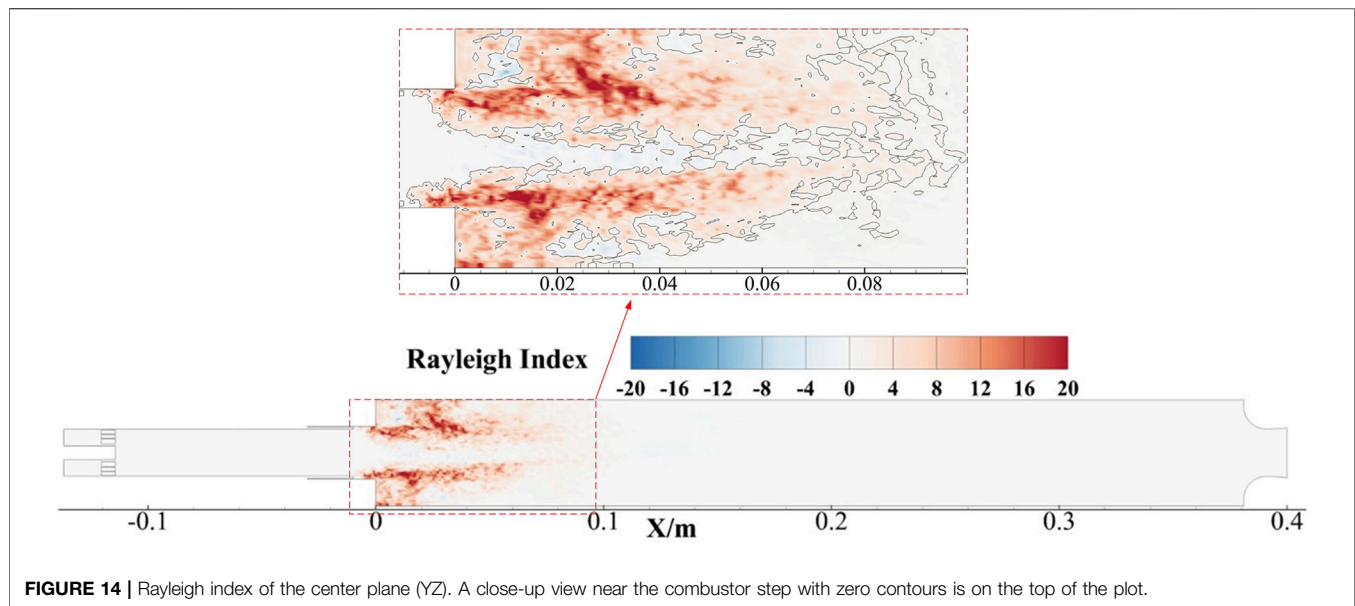 0 0.02 0.04 0.06 0.08
Rayleigh Index
-20 -16 -12 -8 -4 0 4 8 12 16 20
-0.1 0 0.1 0.2 0.3 0.4
X/m
FIGURE 14 | Rayleigh index of the center plane (YZ). A close-up view near the combustor step with zero contours is on the top of the plot.